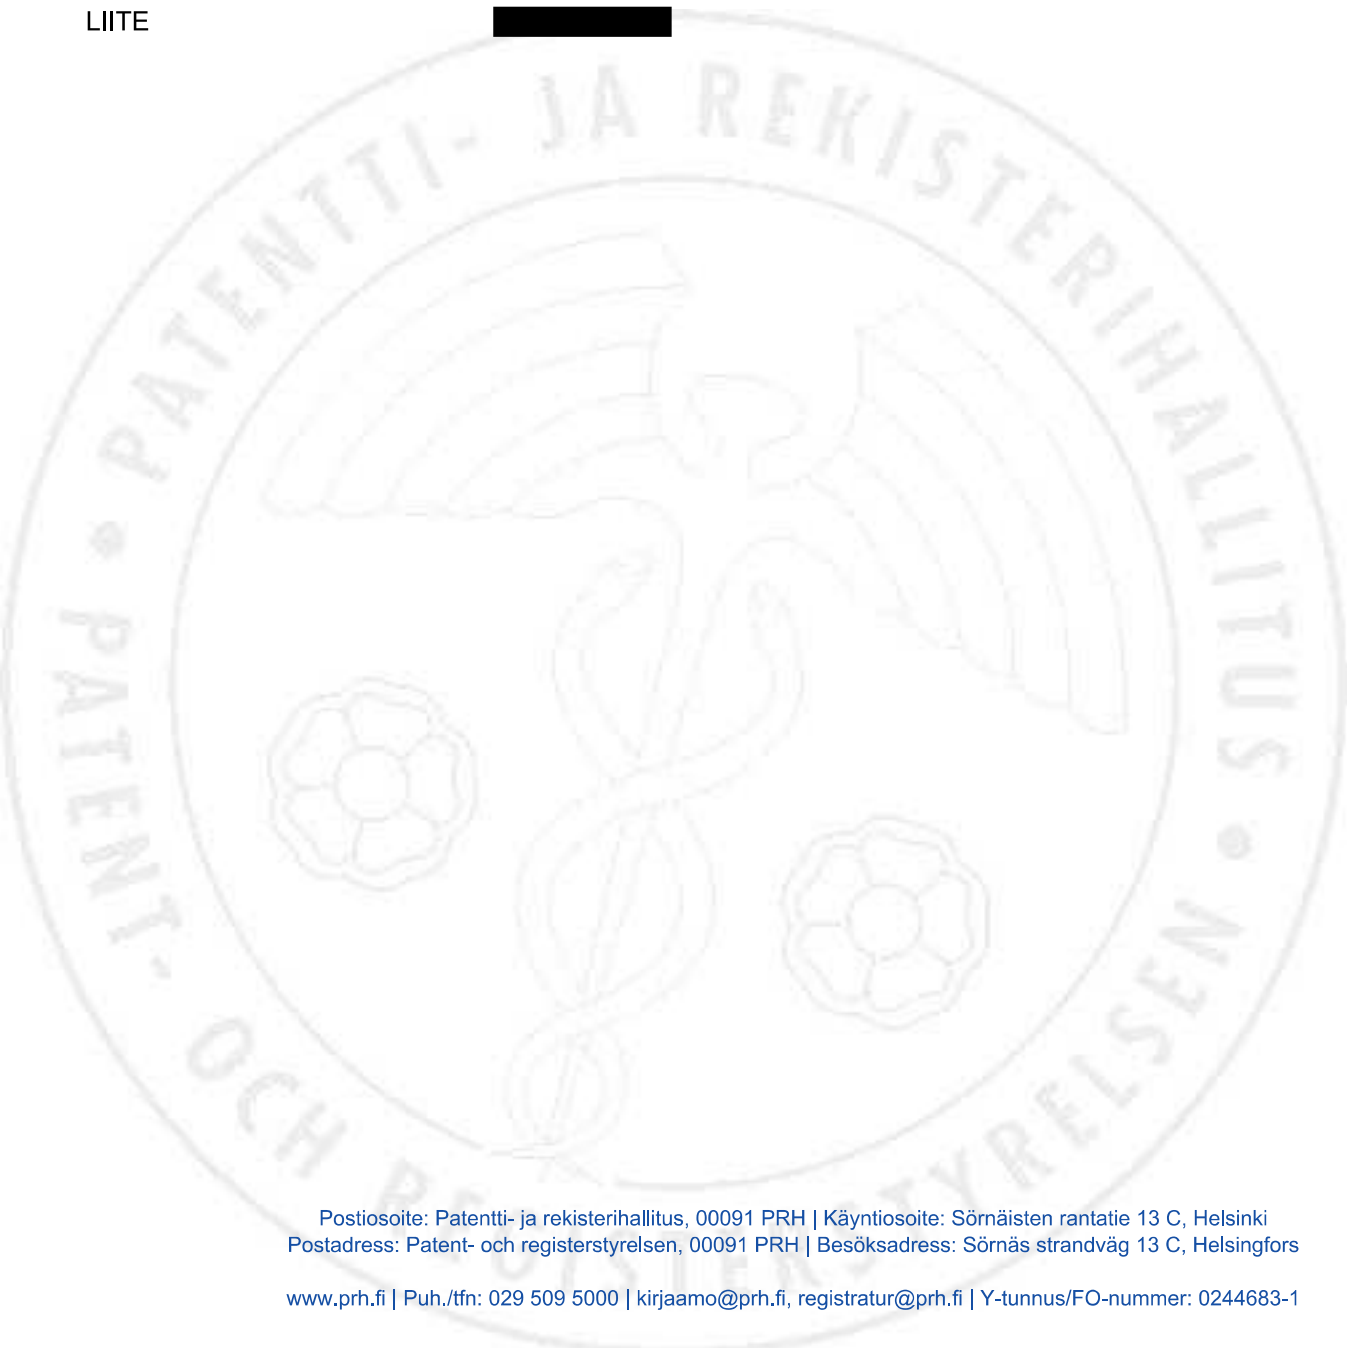 LIITE
PATENTTI- JA REKISTERIHALLITUS
PATENT- OCH REGISTERSTYRELSEN
Postiosoite: Patentti- ja rekisterihallitus, 00091 PRH | Käyntiosoite: Sörnäisten rantatie 13 C, Helsinki
Postadress: Patent- och registerstyrelsen, 00091 PRH | Besöksadress: Sörnäs strandväg 13 C, Helsingfors
www.prh.fi | Puh./tfn: 029 509 5000 | kirjaamo@prh.fi, registratur@prh.fi | Y-tunnus/FO-nummer: 0244683-1